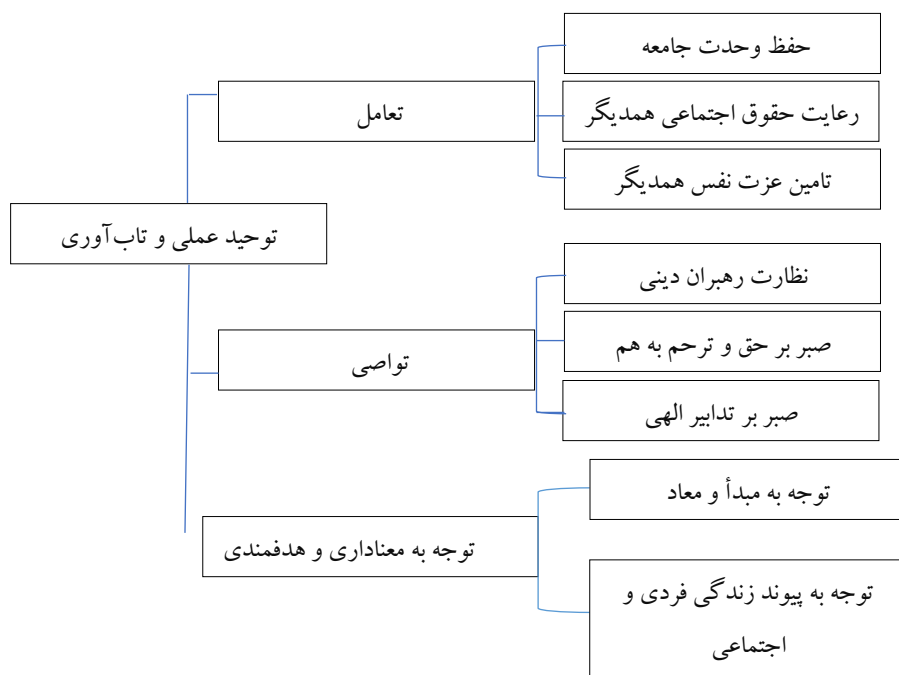 توحید عملی و تاب‌آوری
تعامل
حفظ وحدت جامعه
رعایت حقوق اجتماعی همدیگر
تامین عزت نفس همدیگر
تواصی
نظارت رهبران دینی
صبر بر حق و ترحم به هم
صبر بر تدابیر الهی
توجه به معناداری و هدفمندی
توجه به مبدأ و معاد
توجه به پیوند زندگی فردی و
اجتماعی